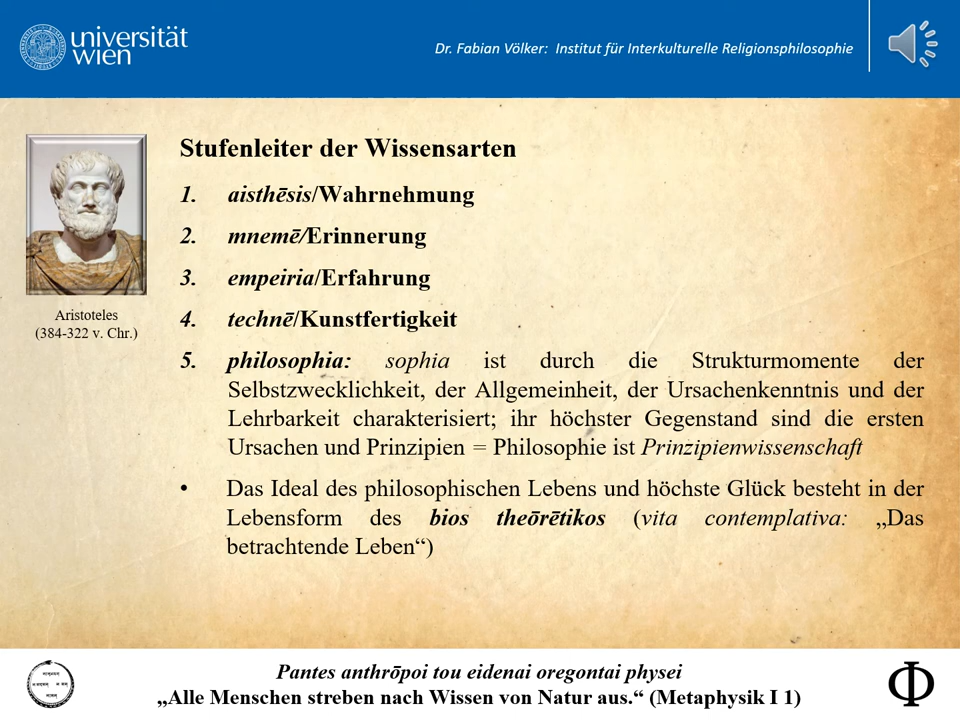 universität
wien
Dr. Fabian Völker: Institut für Interkulturelle Religionsphilosophie
Stufenleiter der Wissensarten
1. aisthēsis/Wahrnehmung
2. mnemē/Erinnerung
3. empeiria/Erfahrung
4. technē/Kunstfertigkeit
Aristoteles
(384-322 v. Chr.)
5. philosophia: sophia ist durch die Strukturmomente der
Selbstzwecklichkeit, der Allgemeinheit, der Ursachenkenntnis und der
Lehrbarkeit charakterisiert; ihr höchster Gegenstand sind die ersten
Ursachen und Prinzipien = Philosophie ist Prinzipienwissenschaft
• Das Ideal des philosophischen Lebens und höchste Glück besteht in der
Lebensform des bios theōrētikos (vita contemplativa: „Das
betrachtende Leben“)
Pantes anthrōpoi tou eidenai oregontai physei
„Alle Menschen streben nach Wissen von Natur aus.“ (Metaphysik I 1)
Φ